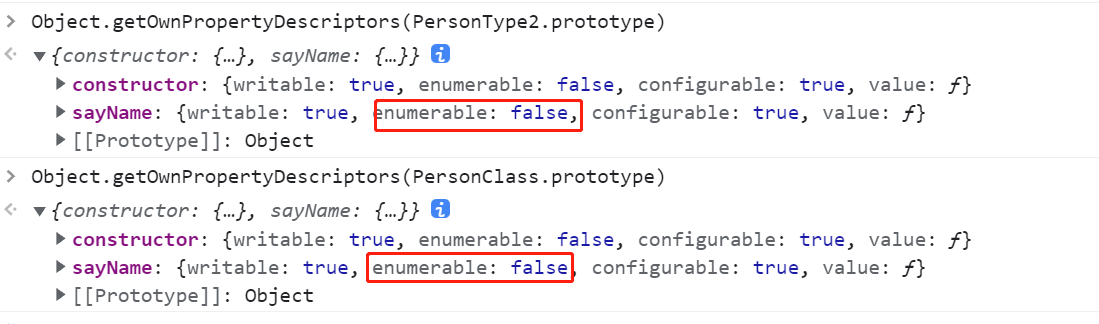 > Object.getOwnPropertyDescriptors(PersonType2.prototype)
<· ▼{constructor: {…}, sayName: {…}} i
▶ constructor: {writable: true, enumerable: false, configurable: true, value: ƒ}
▶ sayName: {writable: true, enumerable: false, configurable: true, value: ƒ}
▶ [[Prototype]]: Object
> Object.getOwnPropertyDescriptors(PersonClass.prototype)
<· ▼{constructor: {…}, sayName: {…}} i
▶ constructor: {writable: true, enumerable: false, configurable: true, value: ƒ}
▶ sayName: {writable: true, enumerable: false, configurable: true, value: ƒ}
▶ [[Prototype]]: Object